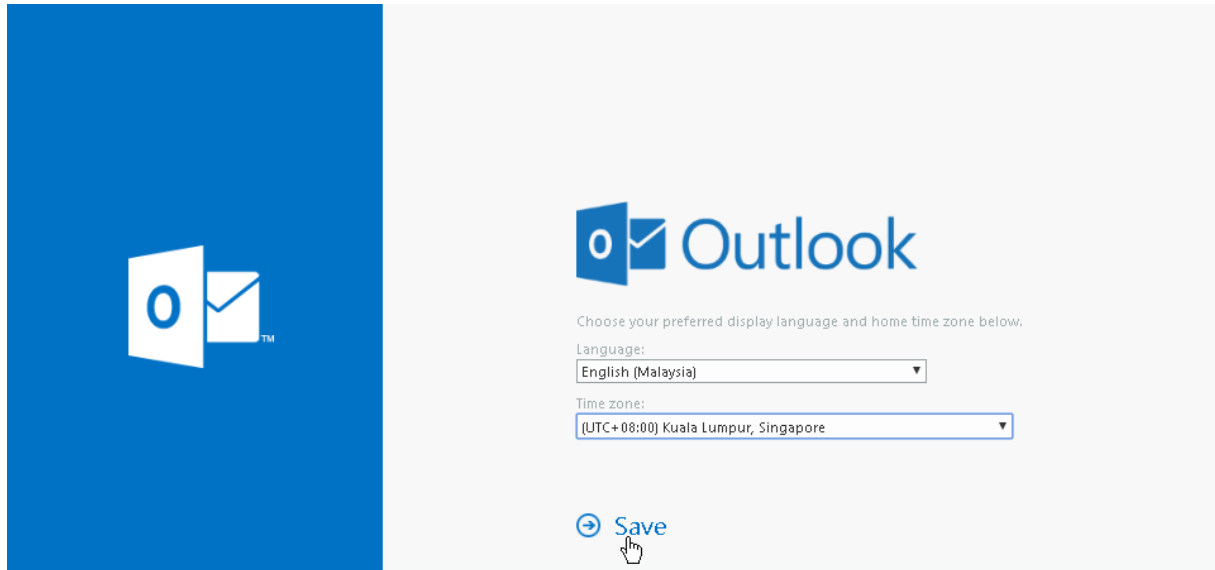 O
TM
O Outlook
Choose your preferred display language and home time zone below.
Language:
English (Malaysia)
Time zone:
(UTC+08:00) Kuala Lumpur, Singapore
Save